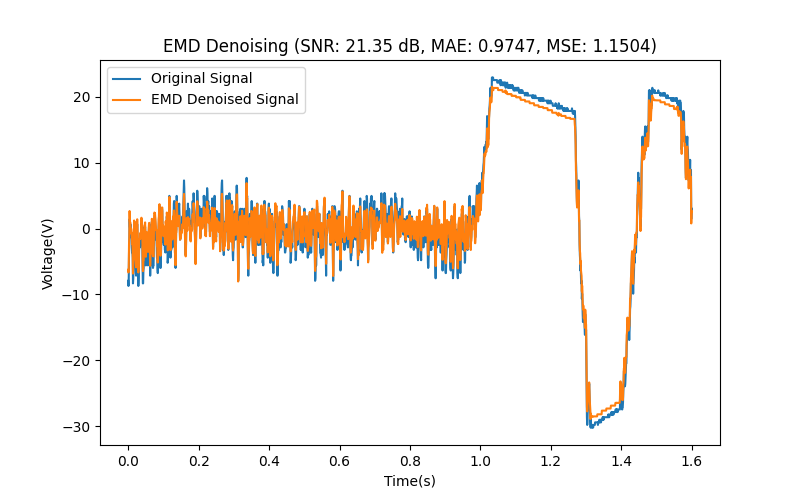 EMD Denoising (SNR: 21.35 dB, MAE: 0.9747, MSE: 1.1504)
Original Signal
EMD Denoised Signal
20
10
0
−10
−20
−30
Voltage(V)
0.0 0.2 0.4 0.6 0.8 1.0 1.2 1.4 1.6
Time(s)